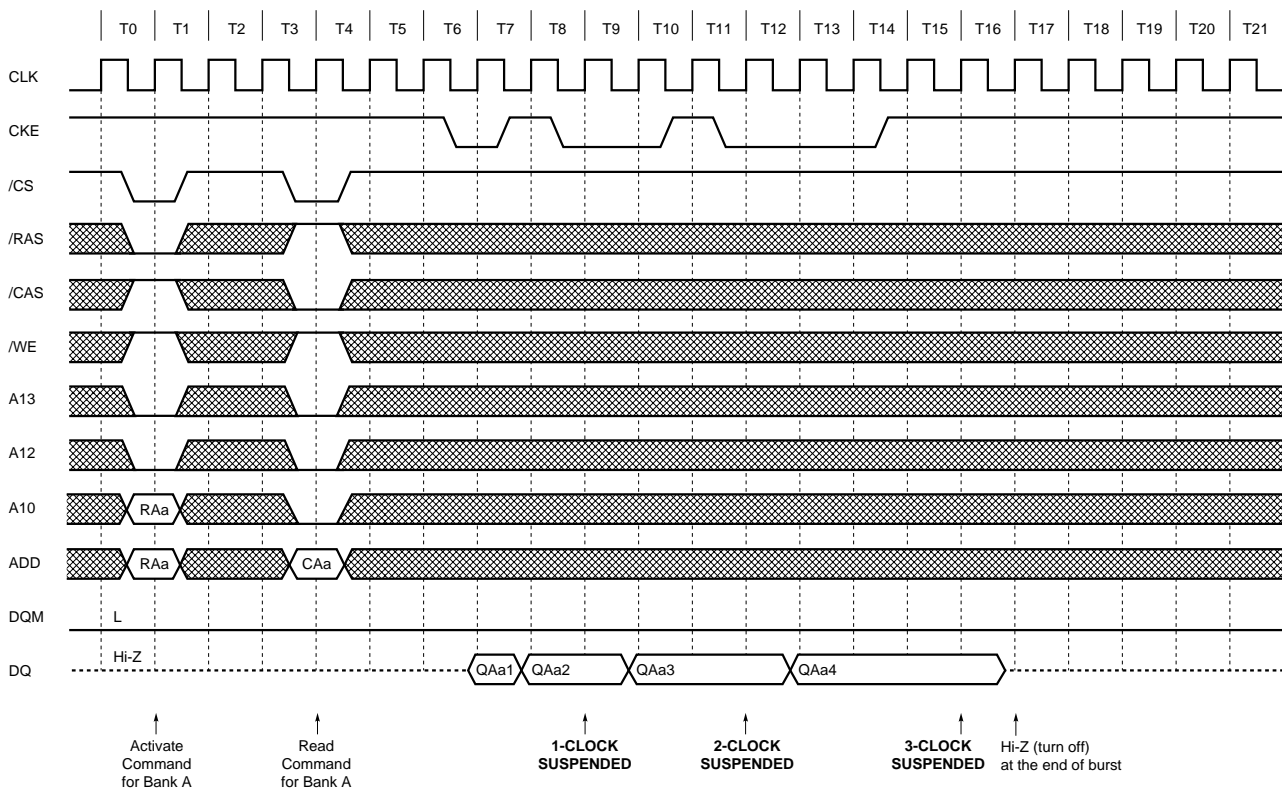 T0 T1 T2 T3 T4 T5 T6 T7 T8 T9 T10 T11 T12 T13 T14 T15 T16 T17 T18 T19 T20 T21
CLK
CKE
/CS
/RAS
/CAS
/WE
A13
A12
A10 RAa
ADD RAa CAa
DQM L
DQ Hi-Z QAa1 QAa2 QAa3 QAa4
Activate
Command
for Bank A
Read
Command
for Bank A
1-CLOCK
SUSPENDED
2-CLOCK
SUSPENDED
3-CLOCK
SUSPENDED
Hi-Z (turn off)
at the end of burst